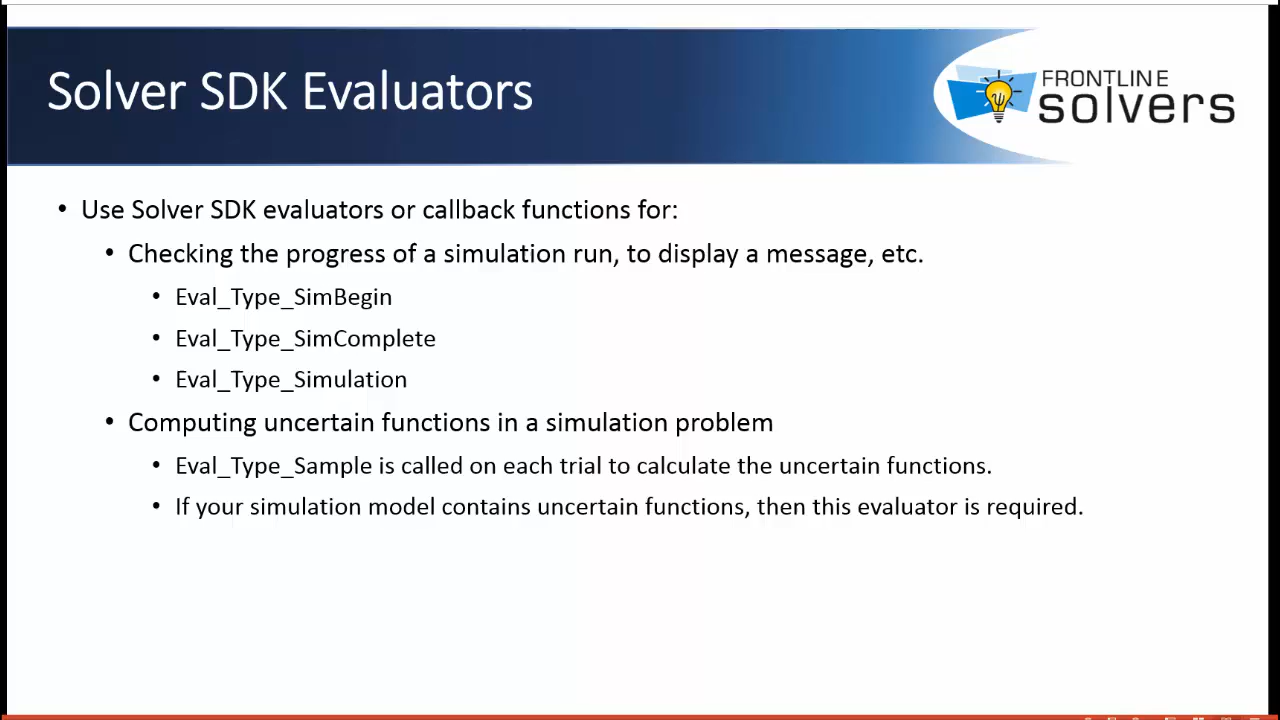 Solver SDK Evaluators
FRONTLINE
solvers
• Use Solver SDK evaluators or callback functions for:
• Checking the progress of a simulation run, to display a message, etc.
• Eval_Type_SimBegin
• Eval_Type_SimComplete
• Eval_Type_Simulation
• Computing uncertain functions in a simulation problem
• Eval_Type_Sample is called on each trial to calculate the uncertain functions.
• If your simulation model contains uncertain functions, then this evaluator is required.